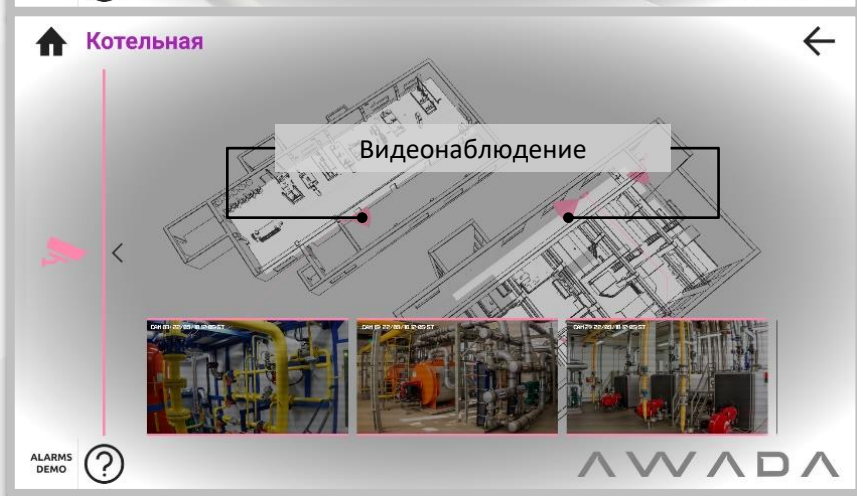 Котельная
Видеонаблюдение
ALARMS
DEMO
?
AWADA